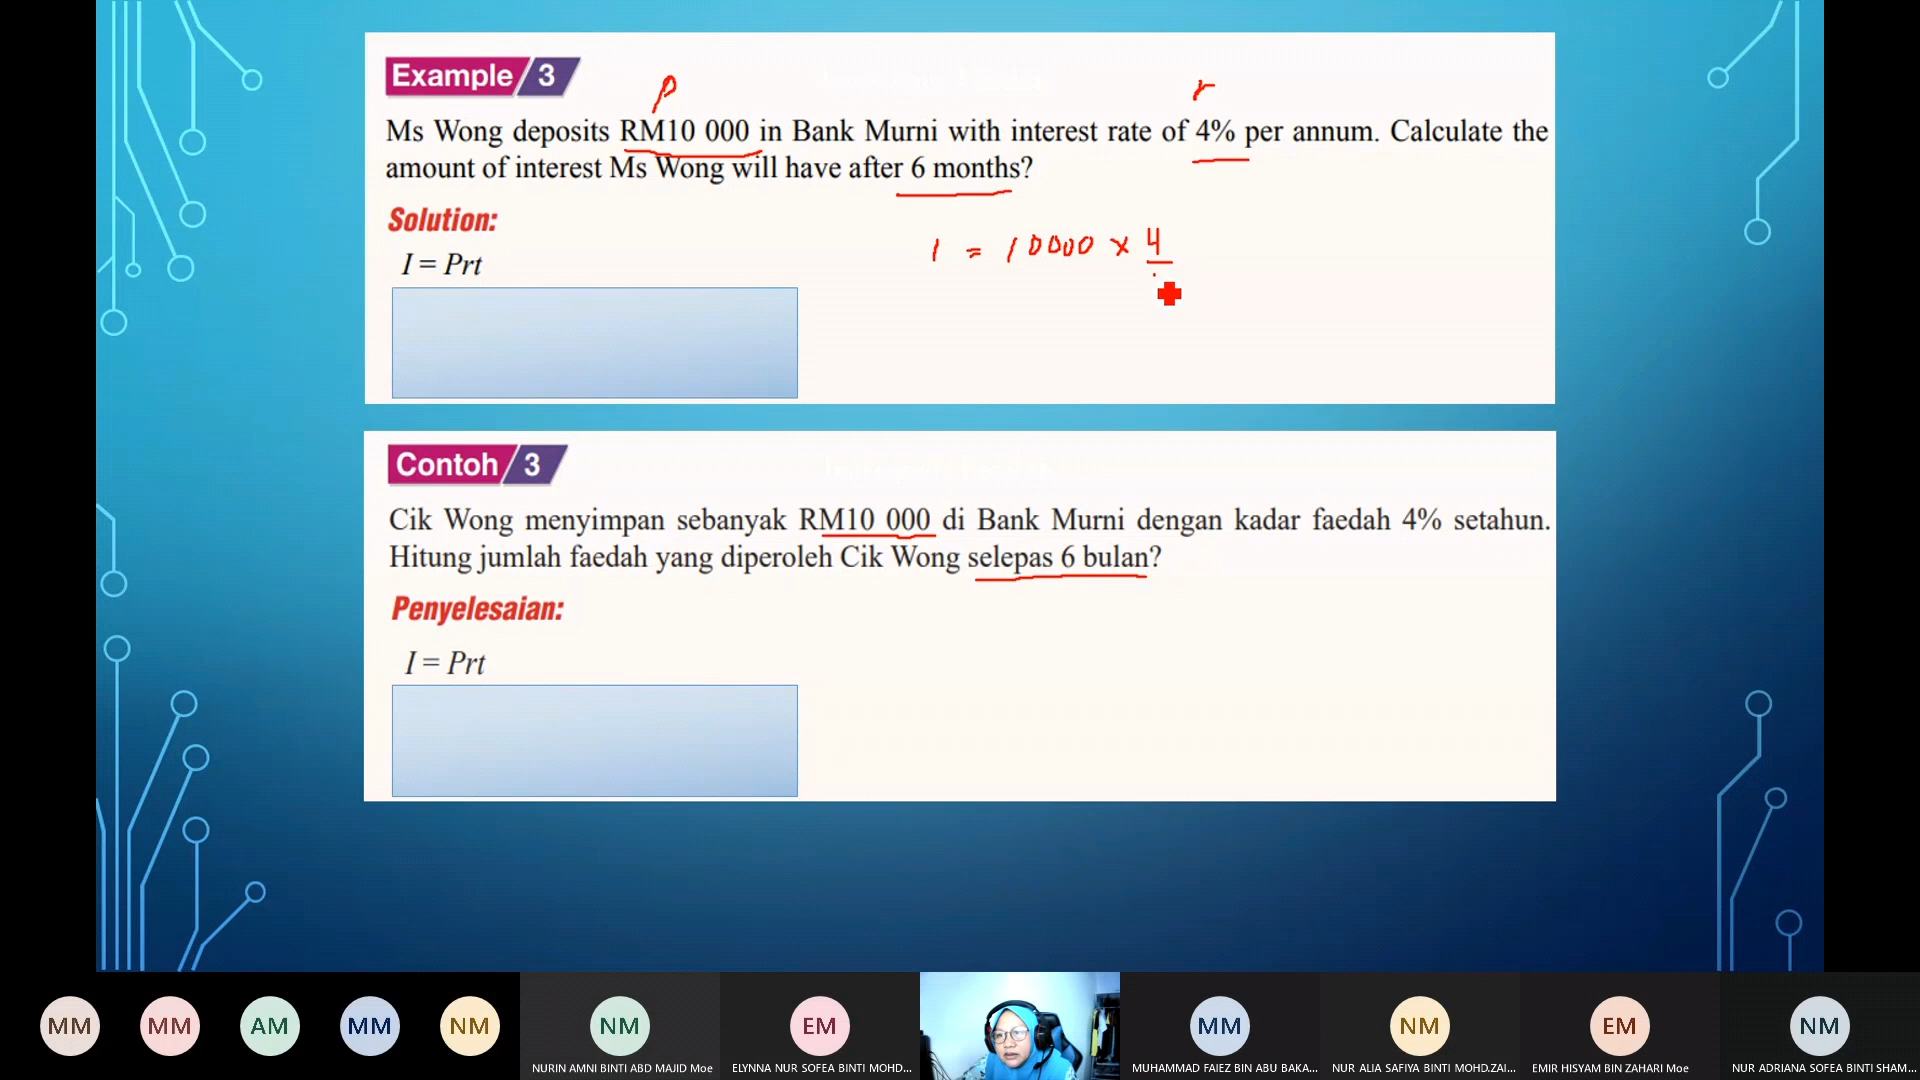 Example 3
p
r
Ms Wong deposits RM10 000 in Bank Murni with interest rate of 4% per annum. Calculate the
amount of interest Ms Wong will have after 6 months?
Solution:
I = Prt
I = 10000 × 4
Contoh 3
Cik Wong menyimpan sebanyak RM10 000 di Bank Murni dengan kadar faedah 4% setahun.
Hitung jumlah faedah yang diperoleh Cik Wong selepas 6 bulan?
Penyelesaian:
I = Prt
MM MM AM MM NM NM EM MM NM EM NM
NURIN AMNI BINTI ABD MAJID Moe
ELYNNA NUR SOFEA BINTI MOHD...
MUHAMMAD FAIEZ BIN ABU BAKA...
NUR ALIA SAFIYA BINTI MOHD.ZAI...
EMIR HISYAM BIN ZAHARI Moe
NUR ADRIANA SOFEA BINTI SHAM...